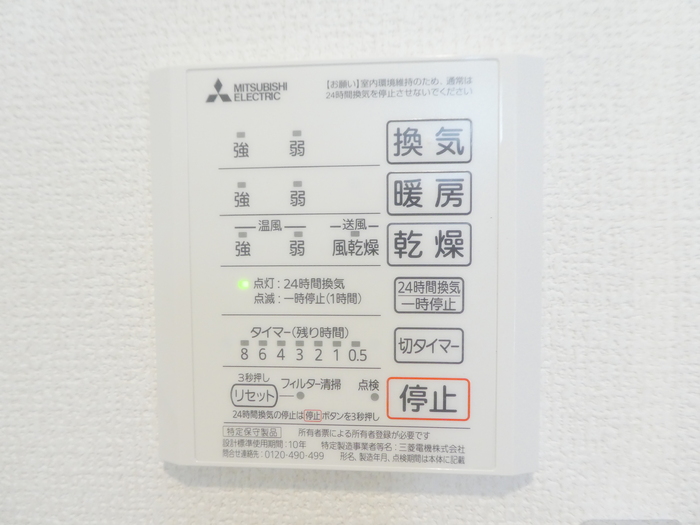 MITSUBISHI
ELECTRIC
【お願い】室内環境維持のため、通常は
24時間換気を停止させないでください
強 弱 換気
強 弱 暖房
温風 送風
強 弱 風乾燥 乾燥
点灯:24時間換気
点滅:一時停止(1時間)
24時間換気
一時停止
タイマー(残り時間)
8 6 4 3 2 1 0.5
切タイマー
3秒押し
リセット フィルター清掃 点検
停止
24時間換気の停止は停止ボタンを3秒押し
特定保守製品 所有者票による所有者登録が必要です
設計標準使用期間:10年 特定製造事業者等名:三菱電機株式会社
問合せ連絡先:0120-490-499 形名、製造年月、点検期間は本体に記載